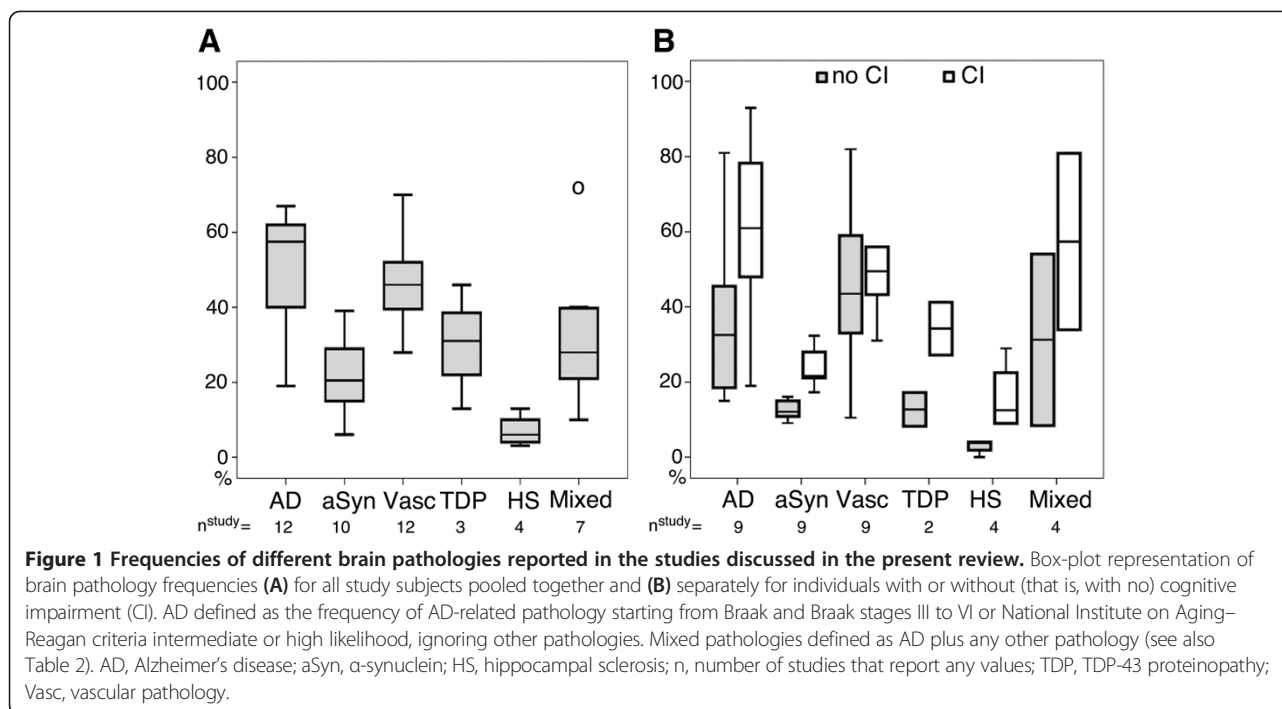 A
100
80
60
40
20
0
%
o
AD aSyn Vasc TDP HS Mixed
n^study= 12 10 12 3 4 7
B
no CI CI
100
80
60
40
20
0
%
AD aSyn Vasc TDP HS Mixed
n^study= 9 9 9 2 4 4
Figure 1 Frequencies of different brain pathologies reported in the studies discussed in the present review. Box-plot representation of
brain pathology frequencies (A) for all study subjects pooled together and (B) separately for individuals with or without (that is, with no) cognitive
impairment (CI). AD defined as the frequency of AD-related pathology starting from Braak and Braak stages III to VI or National Institute on Aging–
Reagan criteria intermediate or high likelihood, ignoring other pathologies. Mixed pathologies defined as AD plus any other pathology (see also
Table 2). AD, Alzheimer's disease; aSyn, α-synuclein; HS, hippocampal sclerosis; n, number of studies that report any values; TDP, TDP-43 proteinopathy;
Vasc, vascular pathology.